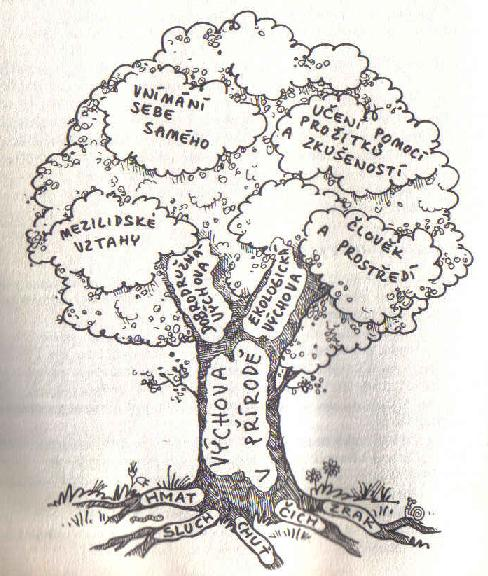 VNÍMÁNÍ
SEBE
SAMÉHO
UČENÍ POMOCÍ
PROŽITKŮ
A ZKUŠENOSTÍ
MEZILIDSKÉ
VZTAHY
ČLOVĚK
A PROSTŘEDÍ
DOBRODRUŽNÁ
VÝCHOVA
EKOLOGICKÁ
VÝCHOVA
VÝCHOVA V
PŘÍRODĚ
HMAT
SLUCH
CHUŤ
ČICH
ZRAK